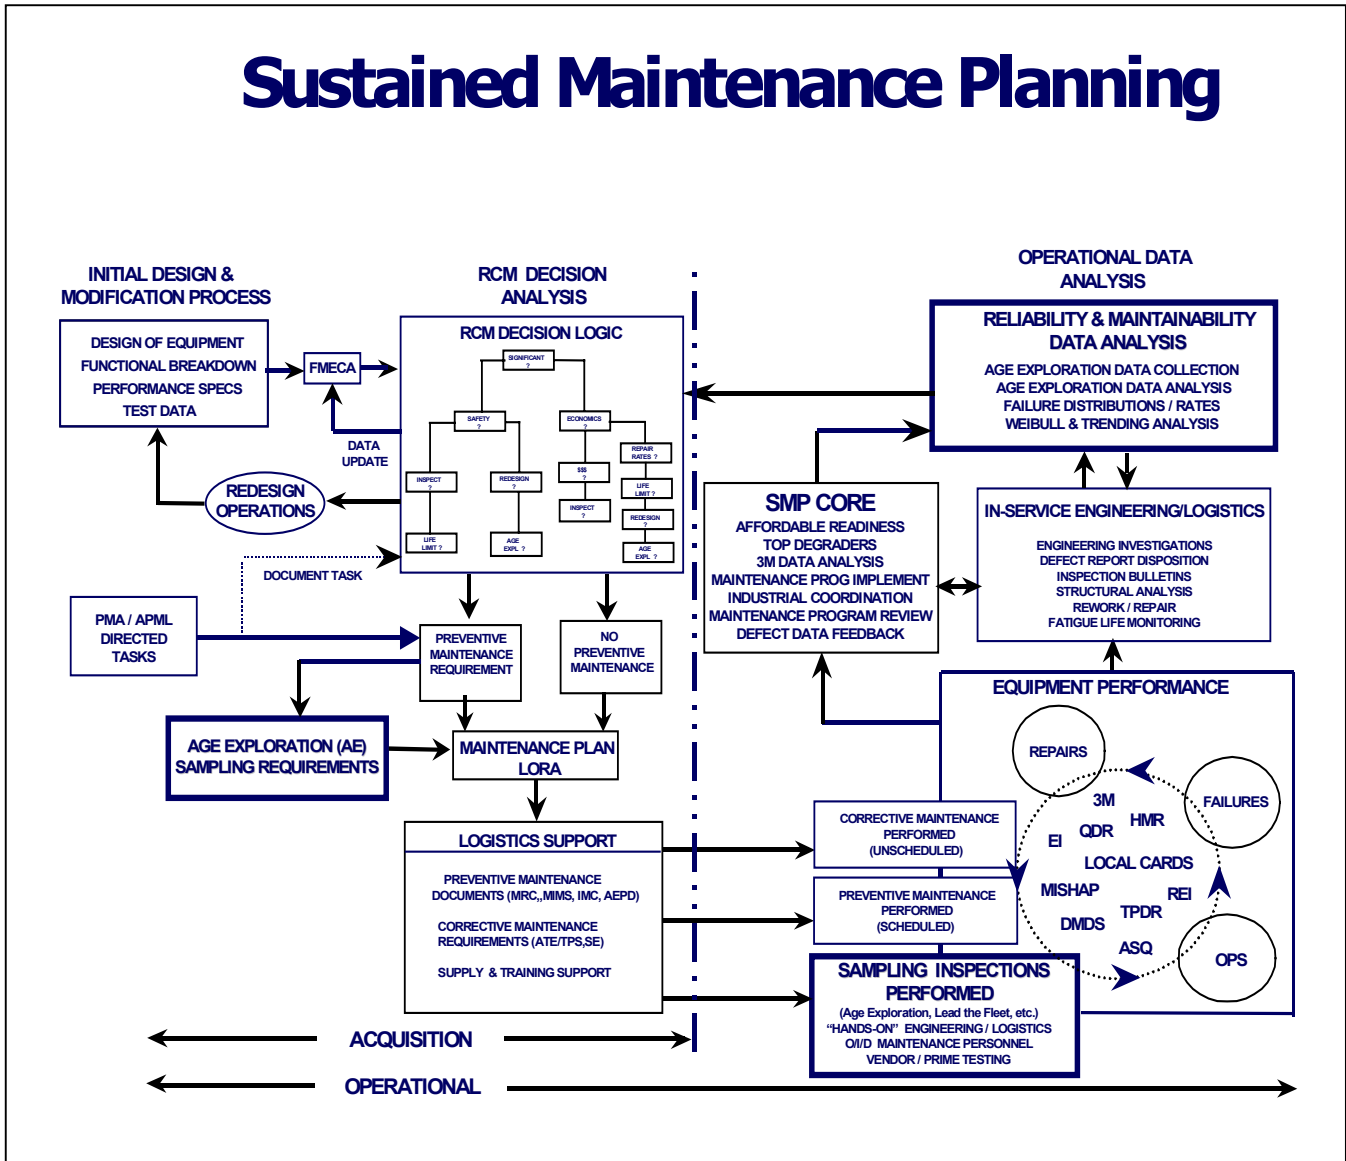 Sustained Maintenance Planning
INITIAL DESIGN &
MODIFICATION PROCESS
DESIGN OF EQUIPMENT
FUNCTIONAL BREAKDOWN
PERFORMANCE SPECS
TEST DATA
FMECA
DATA
UPDATE
REDESIGN
OPERATIONS
RCM DECISION
ANALYSIS
RCM DECISION LOGIC
SIGNIFICANT
?
SAFETY
?
ECONOMICS
?
INSPECT
?
REDESIGN
?
$$$
?
REPAIR
RATES ?
LIFE
LIMIT ?
AGE
EXPL ?
INSPECT
?
LIFE
LIMIT ?
REDESIGN
?
AGE
EXPL ?
DOCUMENT TASK
PMA / APML
DIRECTED
TASKS
PREVENTIVE
MAINTENANCE
REQUIREMENT
NO
PREVENTIVE
MAINTENANCE
AGE EXPLORATION (AE)
SAMPLING REQUIREMENTS
MAINTENANCE PLAN
LORA
LOGISTICS SUPPORT
PREVENTIVE MAINTENANCE
DOCUMENTS (MRC,,MIMS, IMC, AEPD)
CORRECTIVE MAINTENANCE
REQUIREMENTS (ATE/TPS,SE)
SUPPLY & TRAINING SUPPORT
OPERATIONAL DATA
ANALYSIS
RELIABILITY & MAINTAINABILITY
DATA ANALYSIS
AGE EXPLORATION DATA COLLECTION
AGE EXPLORATION DATA ANALYSIS
FAILURE DISTRIBUTIONS / RATES
WEIBULL & TRENDING ANALYSIS
SMP CORE
AFFORDABLE READINESS
TOP DEGRADERS
3M DATA ANALYSIS
MAINTENANCE PROG IMPLEMENT
INDUSTRIAL COORDINATION
MAINTENANCE PROGRAM REVIEW
DEFECT DATA FEEDBACK
IN-SERVICE ENGINEERING/LOGISTICS
ENGINEERING INVESTIGATIONS
DEFECT REPORT DISPOSITION
INSPECTION BULLETINS
STRUCTURAL ANALYSIS
REWORK / REPAIR
FATIGUE LIFE MONITORING
EQUIPMENT PERFORMANCE
REPAIRS
FAILURES
OPS
3M
HMR
QDR
EI
LOCAL CARDS
MISHAP
REI
TPDR
DMDS
ASQ
CORRECTIVE MAINTENANCE
PERFORMED
(UNSCHEDULED)
PREVENTIVE MAINTENANCE
PERFORMED
(SCHEDULED)
SAMPLING INSPECTIONS
PERFORMED
(Age Exploration, Lead the Fleet, etc.)
“HANDS-ON” ENGINEERING / LOGISTICS
O/I/D MAINTENANCE PERSONNEL
VENDOR / PRIME TESTING
ACQUISITION
OPERATIONAL